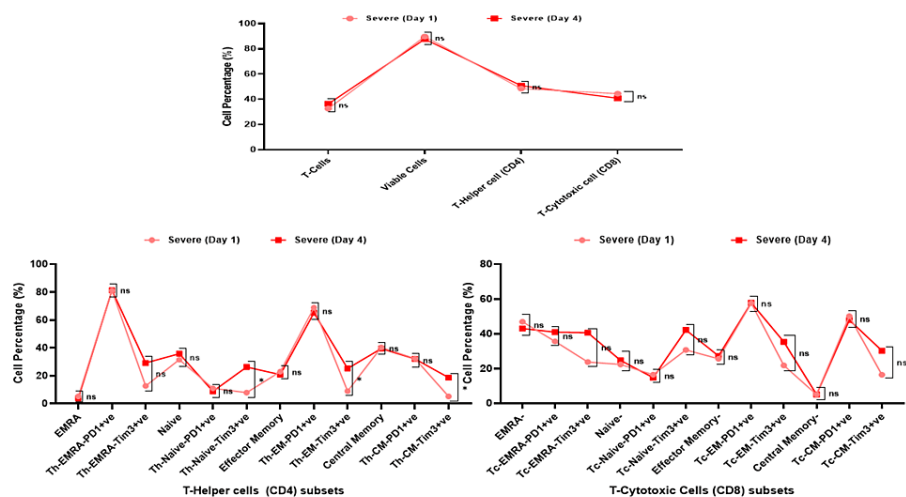 Severe (Day 1) Severe (Day 4)
Cell Percentage (%)
100
80
60
40
20
0
ns
ns
ns
ns
T-Cells
Viable Cells
T-Helper cell (CD4)
T-Cytotoxic cell (CD8)
Severe (Day 1) Severe (Day 4)
Cell Percentage (%)
100
80
60
40
20
0
ns
ns
ns
ns
ns
*
ns
ns
*
ns
ns
*
EMRA
Th-EMRA-PD1+ve
Th-EMRA-Tim3+ve
Naive
Th-Naive-PD1+ve
Th-Naive-Tim3+ve
Effector Memory
Th-EM-PD1+ve
Th-EM-Tim3+ve
Central Memory
Th-CM-PD1+ve
Th-CM-Tim3+ve
T-Helper cells (CD4) subsets
Severe (Day 1) Severe (Day 4)
Cell Percentage (%)
80
60
40
20
0
ns
ns
ns
ns
ns
ns
ns
ns
ns
ns
ns
ns
EMRA-
Tc-EMRA-PD1+ve
Tc-EMRA-Tim3+ve
Naive-
Tc-Naive-PD1+ve
Tc-Naive-Tim3+ve
Effector Memory-
Tc-EM-PD1+ve
Tc-EM-Tim3+ve
Central Memory-
Tc-CM-PD1+ve
Tc-CM-Tim3+ve
T-Cytotoxic Cells (CD8) subsets